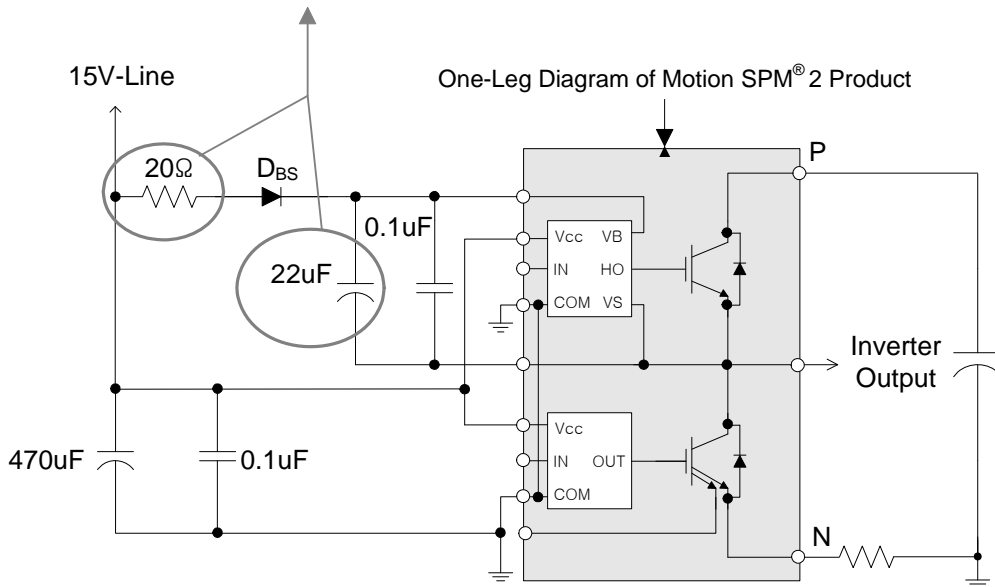 15V-Line
One-Leg Diagram of Motion SPM® 2 Product
P
20Ω
DBS
0.1uF
22uF
Vcc VB
IN HO
COM VS
Inverter
Output
Vcc
IN OUT
COM
470uF
0.1uF
N